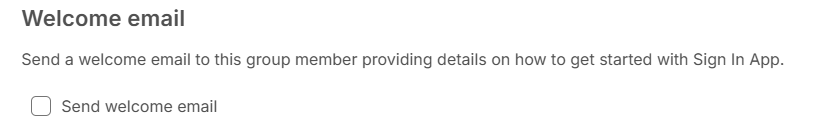 Welcome email
Send a welcome email to this group member providing details on how to get started with Sign In App.
Send welcome email